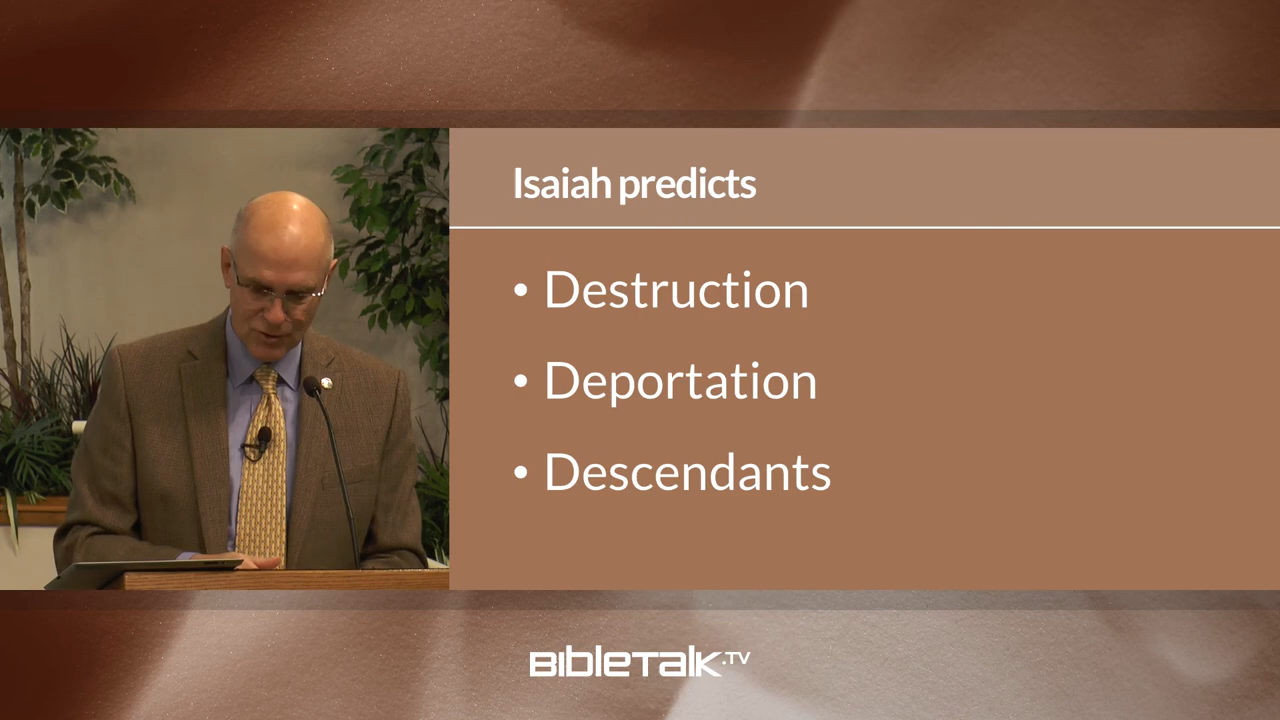 Isaiah predicts
• Destruction
• Deportation
• Descendants
BIBLETALK.TV